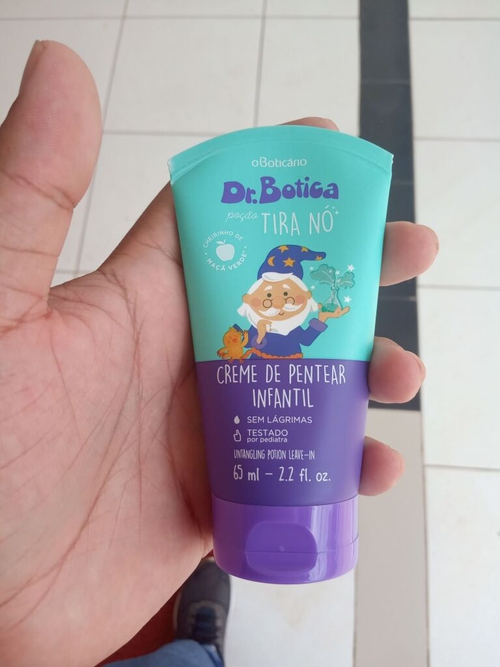 oBoticário
Dr.Botica
poção TIRA NÓ
CHEIRINHO DE
MAÇÃ VERDE
CREME DE PENTEAR
INFANTIL
SEM LÁGRIMAS
TESTADO
por pediatra
UNTANGLING POTION LEAVE-IN
65 ml – 2.2 fl. oz.